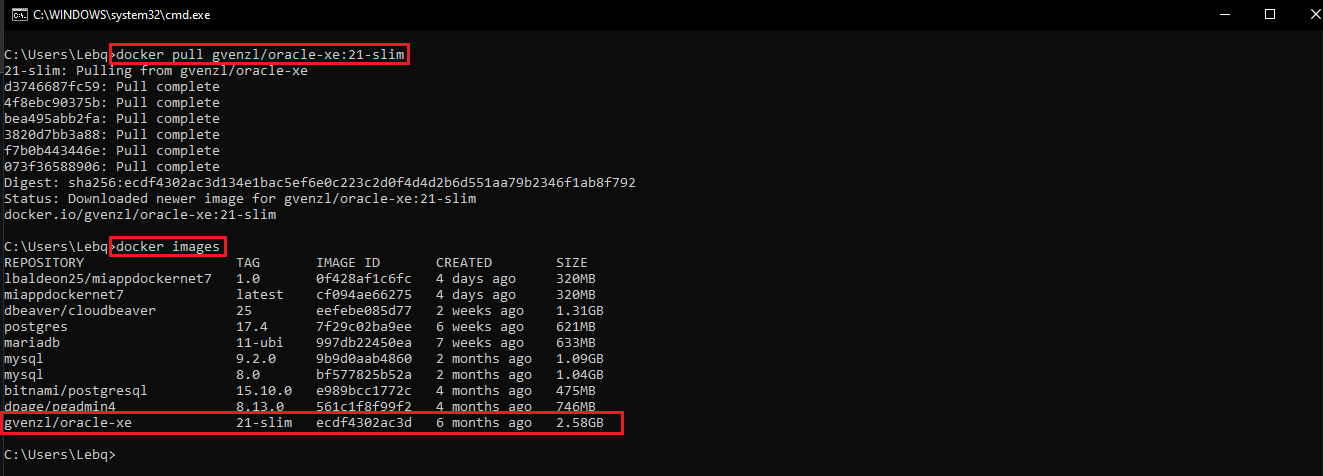 C:\WINDOWS\system32\cmd.exe
C:\Users\Lebq>docker pull gvenzl/oracle-xe:21-slim
21-slim: Pulling from gvenzl/oracle-xe
d3746687fc59: Pull complete
4f8ebc90375b: Pull complete
bea495abb2fa: Pull complete
3820d7bb3a88: Pull complete
f7b0b443446e: Pull complete
073f36588906: Pull complete
Digest: sha256:ecdf4302ac3d134e1bac5ef6e0c223c2d0f4d4d2b6d551aa79b2346f1ab8f792
Status: Downloaded newer image for gvenzl/oracle-xe:21-slim
docker.io/gvenzl/oracle-xe:21-slim
C:\Users\Lebq>docker images
REPOSITORY TAG IMAGE ID CREATED SIZE
lbaldeon25/miappdockernet7 1.0 0f428af1c6fc 4 days ago 320MB
miappdockernet7 latest cf094ae66275 4 days ago 320MB
dbeaver/cloudbeaver 25 eefebe085d77 2 weeks ago 1.31GB
postgres 17.4 7f29c02ba9ee 6 weeks ago 621MB
mariadb 11-ubi 997db22450ea 7 weeks ago 633MB
mysql 9.2.0 9b9d0aab4860 2 months ago 1.09GB
mysql 8.0 bf577825b52a 2 months ago 1.04GB
bitnami/postgresql 15.10.0 e989bcc1772c 4 months ago 475MB
dpage/pgadmin4 8.13.0 561c1f8f99f2 4 months ago 746MB
gvenzl/oracle-xe 21-slim ecdf4302ac3d 6 months ago 2.58GB
C:\Users\Lebq>